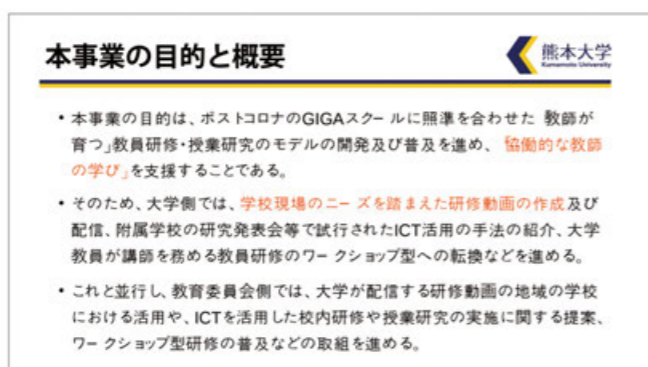 本事業の目的と概要
熊本大学
Kumamoto University
• 本事業の目的は、ポストコロナのGIGAスクールに照準を合わせた 教師が
育つ」教員研修・授業研究のモデルの開発及び普及を進め、 協働的な教師
の学び」を支援することである。
• そのため、大学側では、学校現場のニーズを踏まえた研修動画の作成及び
配信、附属学校の研究発表会等で試行されたICT活用の手法の紹介、大学
教員が講師を務める教員研修のワークショップ型への転換などを進める。
• これと並行し、教育委員会側では、大学が配信する研修動画の地域の学校
における活用や、ICTを活用した校内研修や授業研究の実施に関する提案、
ワークショップ型研修の普及などの取組を進める。